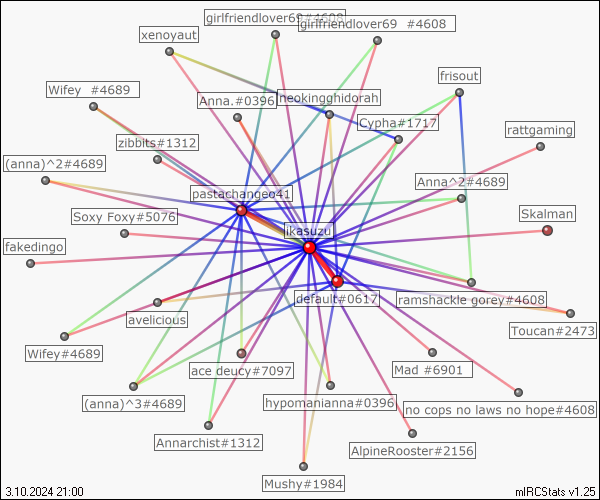 girlfriendlover69#4608
girlfriendlover69  #4608
xenoyaut
frisout
Wifey  #4689
Anna.#0396
neokingghidorah
Cypha#1717
rattgaming
zibbits#1312
(anna)^2#4689
Anna^2#4689
pastachangeo41
Soxy Foxy#5076
Skalman
jikasuzu
fakedingo
default#0617
ramshackle gorey#4608
avelicious
Toucan#2473
Wifey#4689
ace deucy#7097
Mad #6901
(anna)^3#4689
hypomanianna#0396
no cops no laws no hope#4608
Annarchist#1312
AlpineRooster#2156
Mushy#1984
3.10.2024 21:00
mIRCStats v1.25